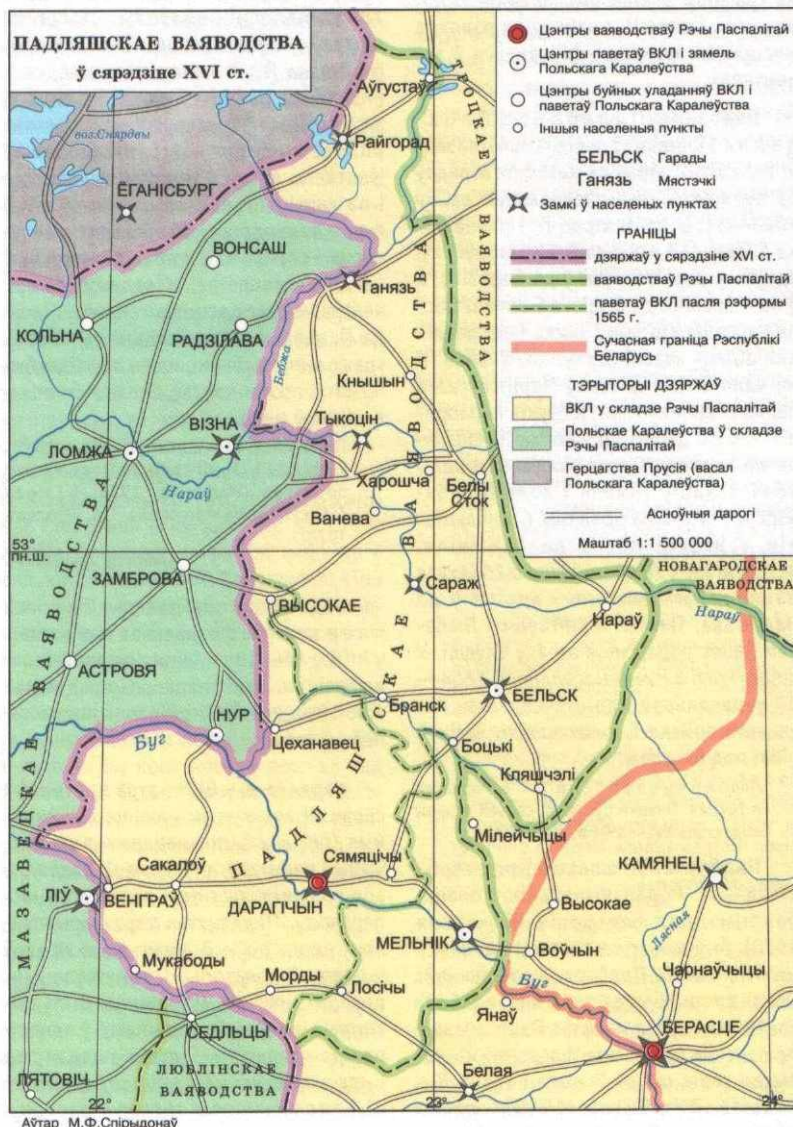 ПАДЛЯШСКАЕ ВАЯВОДСТВА
ў сярэдзіне XVI ст.
Цэнтры ваяводстваў Рэчы Паспалітай
Цэнтры паветаў ВКЛ і зямель
Польскага Каралеўства
Цэнтры буйных уладанняў ВКЛ і
паветаў Польскага Каралеўства
Іншыя населеныя пункты
БЕЛЬСК Гарады
Ганязь Мястэчкі
Замкі ў населеных пунктах
ГРАНІЦЫ
дзяржаў у сярэдзіне XVI ст.
ваяводстваў Рэчы Паспалітай
паветаў ВКЛ пасля рэформы
1565 г.
Сучасная граніца Рэспублікі
Беларусь
ТЭРЫТОРЫІ ДЗЯРЖАЎ
ВКЛ у складзе Рэчы Паспалітай
Польскае Каралеўства ў складзе
Рэчы Паспалітай
Герцагства Прусія (васал
Польскага Каралеўства)
Асноўныя дарогі
Маштаб 1:1 500 000
Аўгустаў
ТРОЦКАЕ
ВАЯВОДСТВА
воз.Снярдвы
Райгорад
ЁГАНІСБУРГ
ВОНСАШ
Ганязь
КОЛЬНА
РАДЗІЛАВА
Бебжа
Кнышын
ВІЗНА
Тыкоцін
ЛОМЖА
Нараў
Харошча
Белы
Сток
Ванева
53°
пн.ш.
ЗАМБРОВА
Сараж
НОВАГАРОДСКАЕ
ВАЯВОДСТВА
ВЫСОКАЕ
Нараў
Нараў
АСТРОВЯ
Бранск
БЕЛЬСК
НУР
Цеханавец
Боцькі
Буг
Кляшчэлі
Мілейчыцы
ПАДЛЯШСКАЕ ВАЯВОДСТВА
МАЗАВЕЦКАЕ ВАЯВОДСТВА
Сакалоў
Сямяцічы
КАМЯНЕЦ
ЛІЎ
ВЕНГРАЎ
ДАРАГІЧЫН
Высокае
Лясная
МЕЛЬНІК
Воўчын
Мукабоды
Морды
Лосічы
Буг
Чарнаўчыцы
Янаў
СЕДЛЬЦЫ
БЕРАСЦЕ
ЛЮБЛІНСКАЕ
ВАЯВОДСТВА
Белая
ЛЯТОВІЧ
22°
23°
24°
Аўтар М.Ф.Спірыдонаў